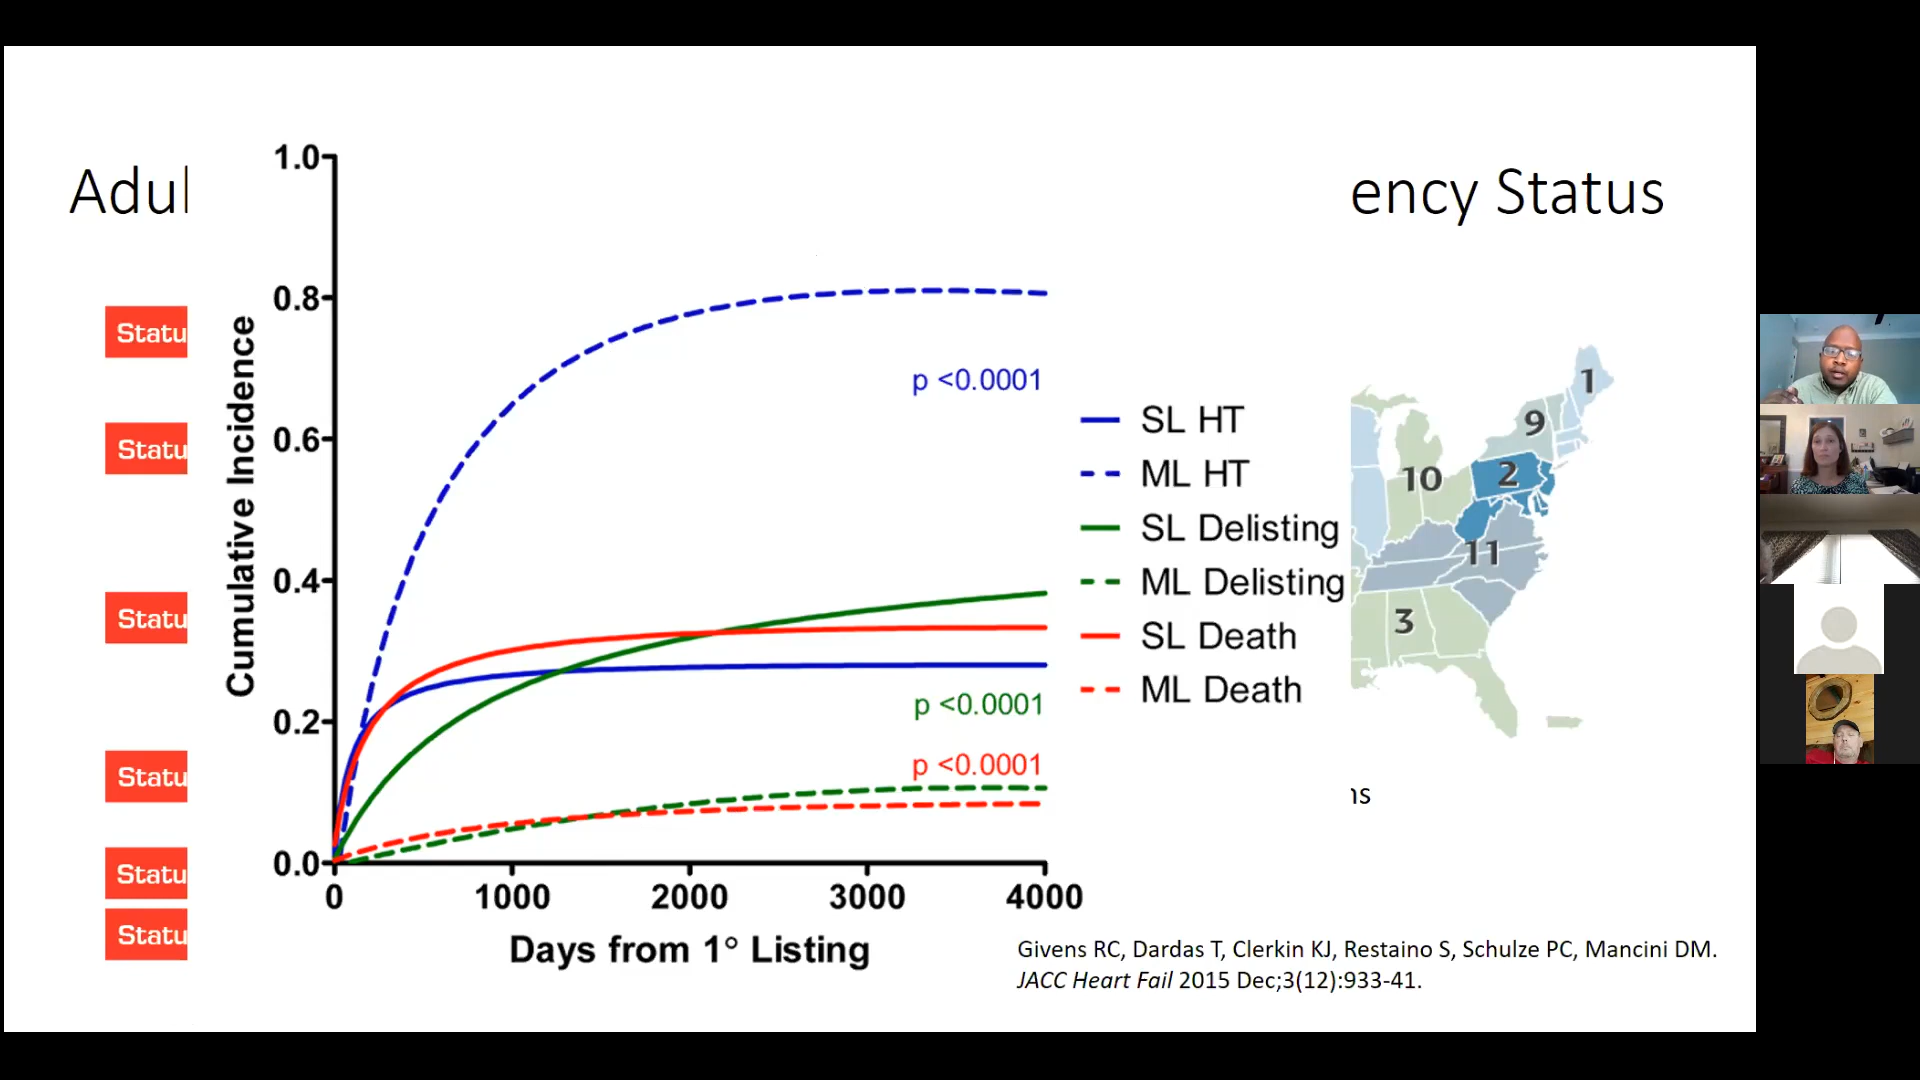 Adul
ency Status
Statu
Statu
Statu
Statu
Statu
Statu
Cumulative Incidence
1.0
0.8
0.6
0.4
0.2
0.0
0 1000 2000 3000 4000
Days from 1° Listing
p <0.0001
p <0.0001
p <0.0001
SL HT
ML HT
SL Delisting
ML Delisting
SL Death
ML Death
1
9
2
10
11
3
ns
Givens RC, Dardas T, Clerkin KJ, Restaino S, Schulze PC, Mancini DM.
JACC Heart Fail 2015 Dec;3(12):933-41.